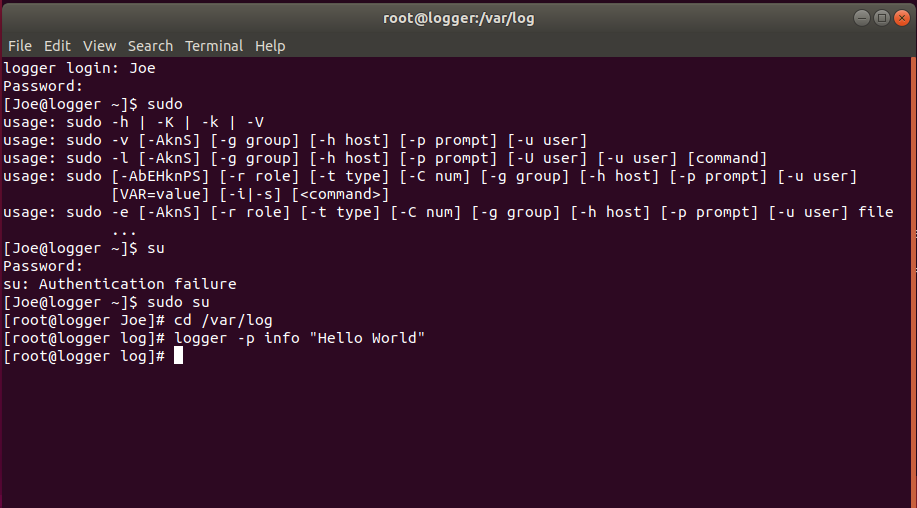 root@logger:/var/log
File Edit View Search Terminal Help
logger login: Joe
Password:
[Joe@logger ~]$ sudo
usage: sudo -h | -K | -k | -V
usage: sudo -v [-AknS] [-g group] [-h host] [-p prompt] [-u user]
usage: sudo -l [-AknS] [-g group] [-h host] [-p prompt] [-U user] [-u user] [command]
usage: sudo [-AbEHknPS] [-r role] [-t type] [-C num] [-g group] [-h host] [-p prompt] [-u user]
            [VAR=value] [-i|-s] [<command>]
usage: sudo -e [-AknS] [-r role] [-t type] [-C num] [-g group] [-h host] [-p prompt] [-u user] file
            ...
[Joe@logger ~]$ su
Password:
su: Authentication failure
[Joe@logger ~]$ sudo su
[root@logger Joe]# cd /var/log
[root@logger log]# logger -p info "Hello World"
[root@logger log]#